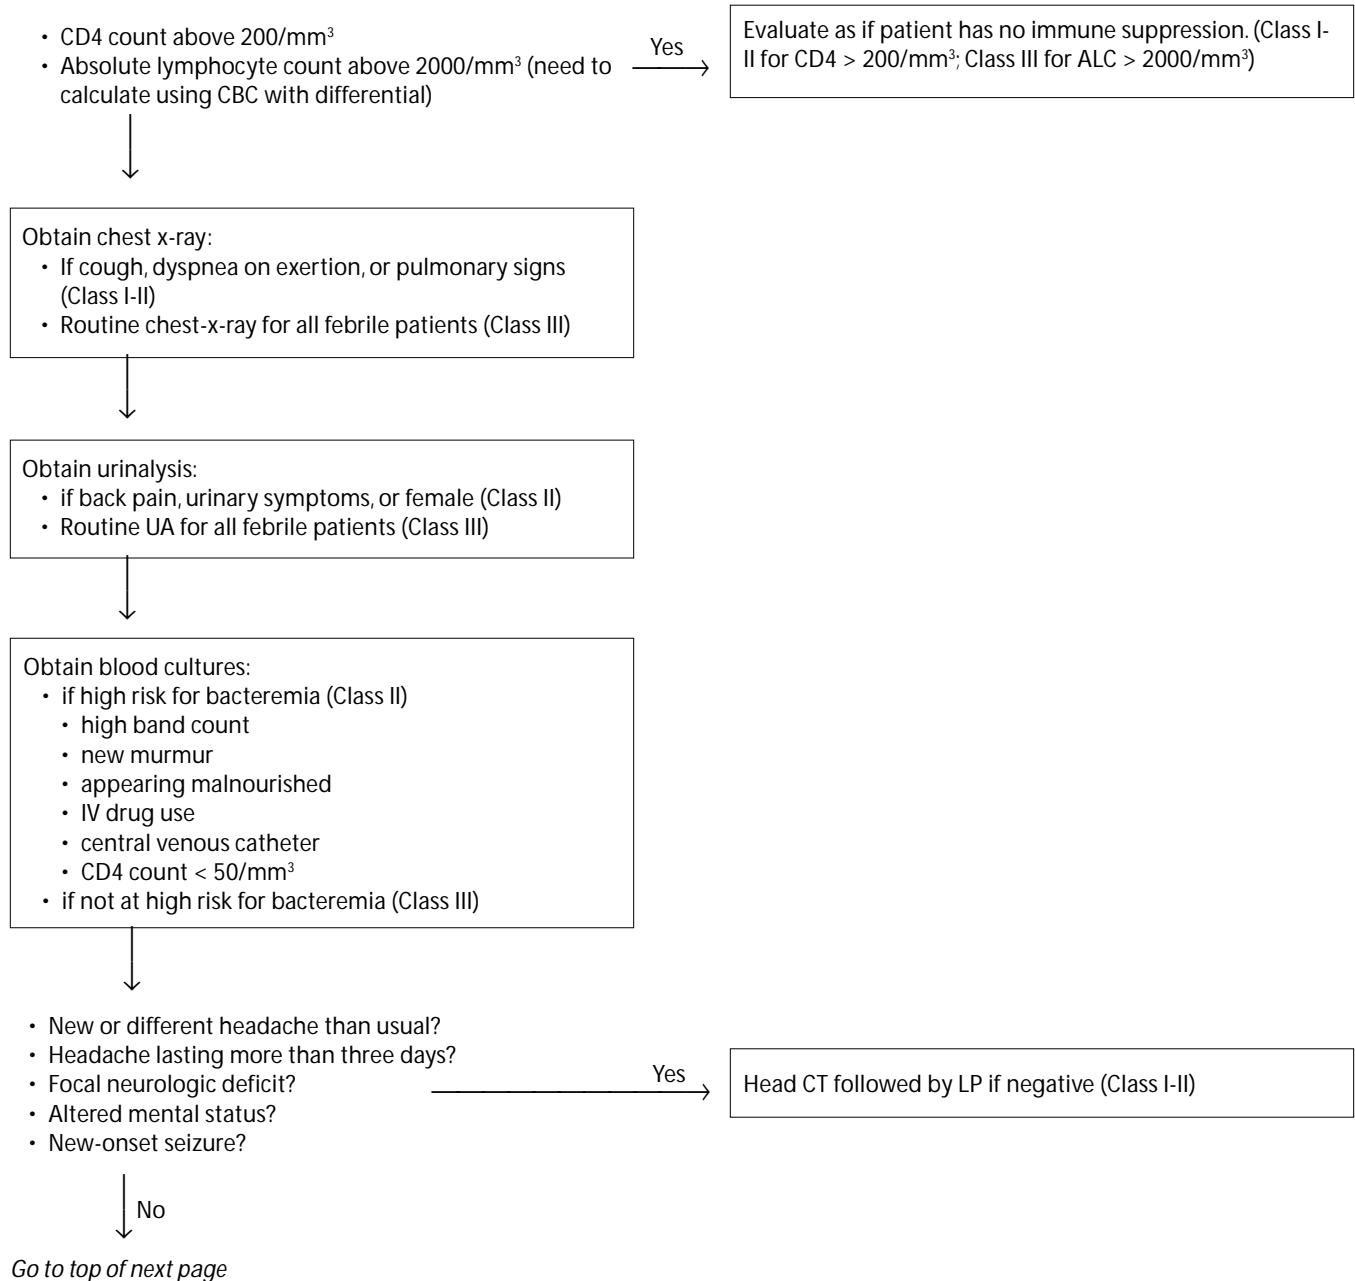 • CD4 count above 200/mm³
• Absolute lymphocyte count above 2000/mm³ (need to
calculate using CBC with differential)
Yes
Evaluate as if patient has no immune suppression. (Class I-
II for CD4 > 200/mm³; Class III for ALC > 2000/mm³)
Obtain chest x-ray:
• If cough, dyspnea on exertion, or pulmonary signs
(Class I-II)
• Routine chest-x-ray for all febrile patients (Class III)
Obtain urinalysis:
• if back pain, urinary symptoms, or female (Class II)
• Routine UA for all febrile patients (Class III)
Obtain blood cultures:
• if high risk for bacteremia (Class II)
• high band count
• new murmur
• appearing malnourished
• IV drug use
• central venous catheter
• CD4 count < 50/mm³
• if not at high risk for bacteremia (Class III)
• New or different headache than usual?
• Headache lasting more than three days?
• Focal neurologic deficit?
• Altered mental status?
• New-onset seizure?
Yes
Head CT followed by LP if negative (Class I-II)
No
Go to top of next page